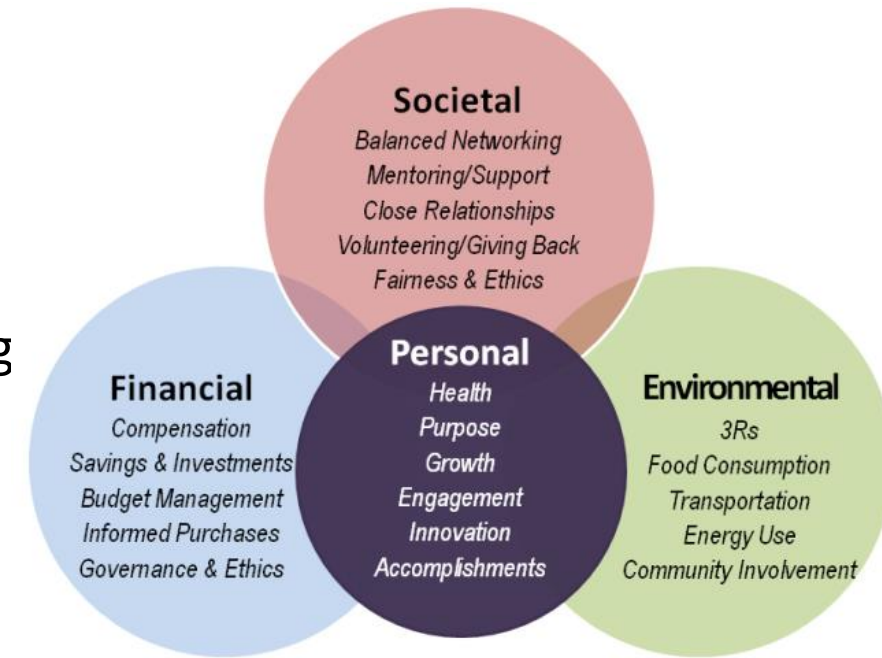 Societal
Balanced Networking
Mentoring/Support
Close Relationships
Volunteering/Giving Back
Fairness & Ethics
g
Financial
Compensation
Savings & Investments
Budget Management
Informed Purchases
Governance & Ethics
Personal
Health
Purpose
Growth
Engagement
Innovation
Accomplishments
Environmental
3Rs
Food Consumption
Transportation
Energy Use
Community Involvement